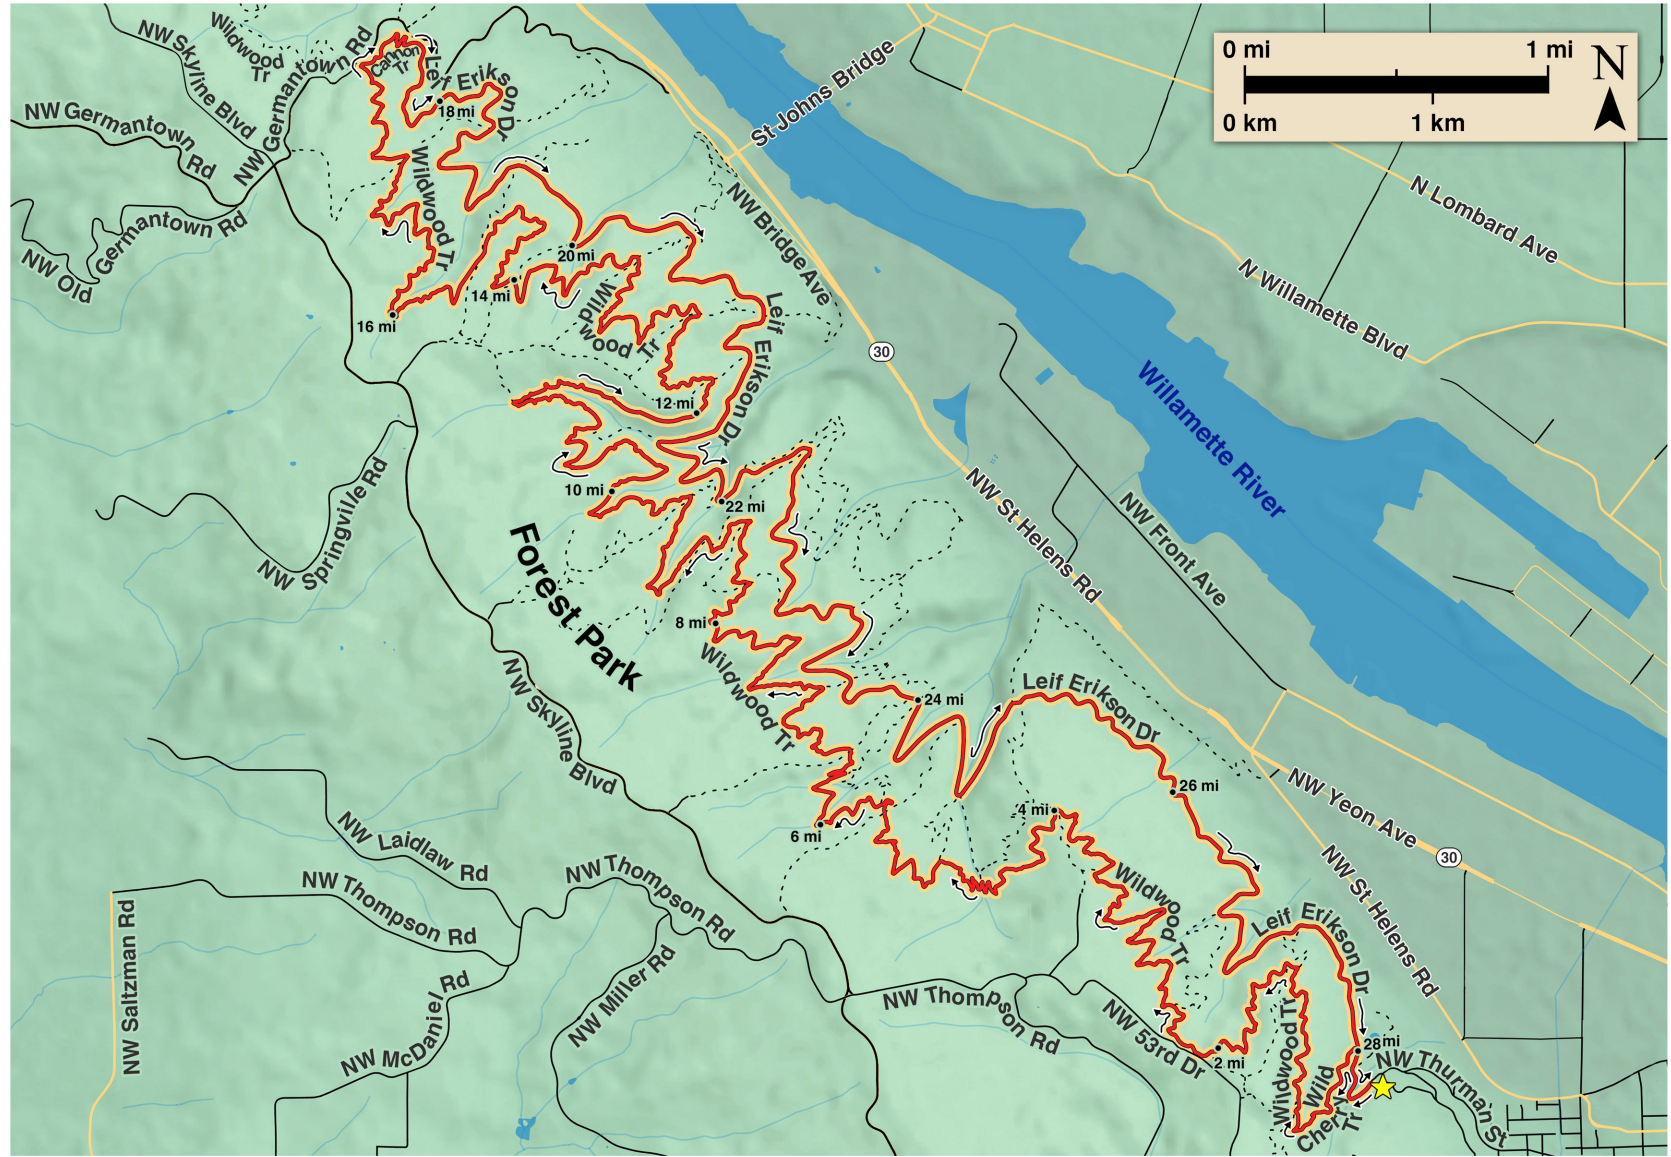 0 mi 1 mi N
0 km 1 km
Wildwood
Tr
NW Skyline Blvd
NW Germantown Rd
Cannon
Tr
Leif Erikson Dr
18 mi
St Johns Bridge
NW Germantown
Rd
NW Old
Germantown Rd
Wildwood Tr
NW Bridge Ave
N Lombard Ave
N Willamette Blvd
20 mi
14 mi
16 mi
Wildwood Tr
Leif Erikson Dr
12 mi
30
Willamette River
NW Springville Rd
10 mi
22 mi
NW St Helens Rd
NW Front Ave
Forest Park
8 mi
Wildwood Tr
NW Skyline Blvd
24 mi
Leif Erikson Dr
26 mi
4 mi
6 mi
NW Yeon Ave
30
NW Laidlaw Rd
NW Thompson Rd
NW Thompson Rd
Wildwood Tr
NW St Helens Rd
Leif Erikson Dr
NW Saltzman Rd
NW McDaniel Rd
NW Miller Rd
NW Thompson Rd
NW 53rd Dr
2 mi
Wildwood Tr
28 mi
NW Thurman St
Wild
Cherry
Tr